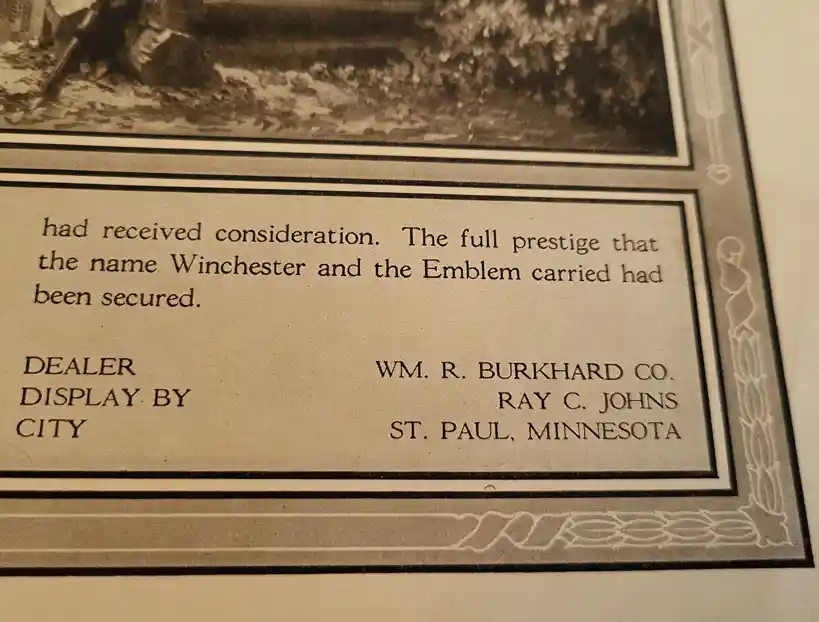 had received consideration. The full prestige that
the name Winchester and the Emblem carried had
been secured.
DEALER WM. R. BURKHARD CO.
DISPLAY BY RAY C. JOHNS
CITY ST. PAUL, MINNESOTA